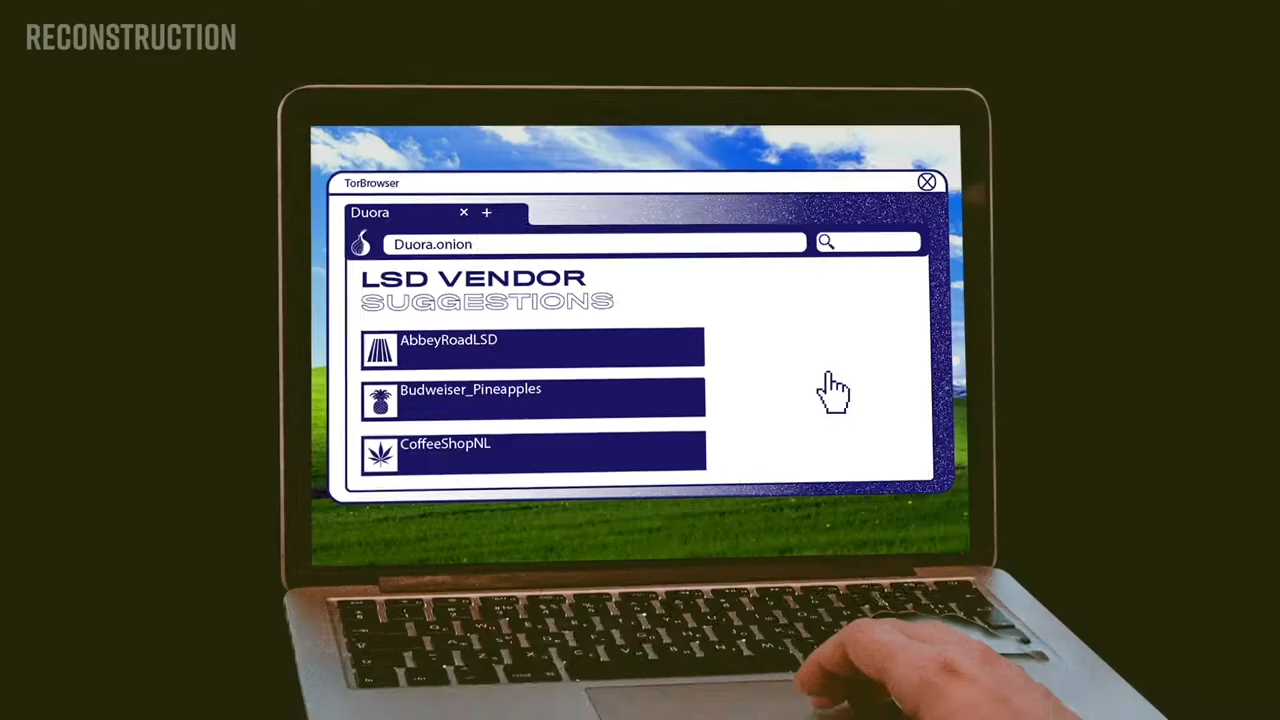 RECONSTRUCTION
TorBrowser
Duora × +
Duora.onion
LSD VENDOR
SUGGESTIONS
AbbeyRoadLSD
Budweiser_Pineapples
CoffeeShopNL